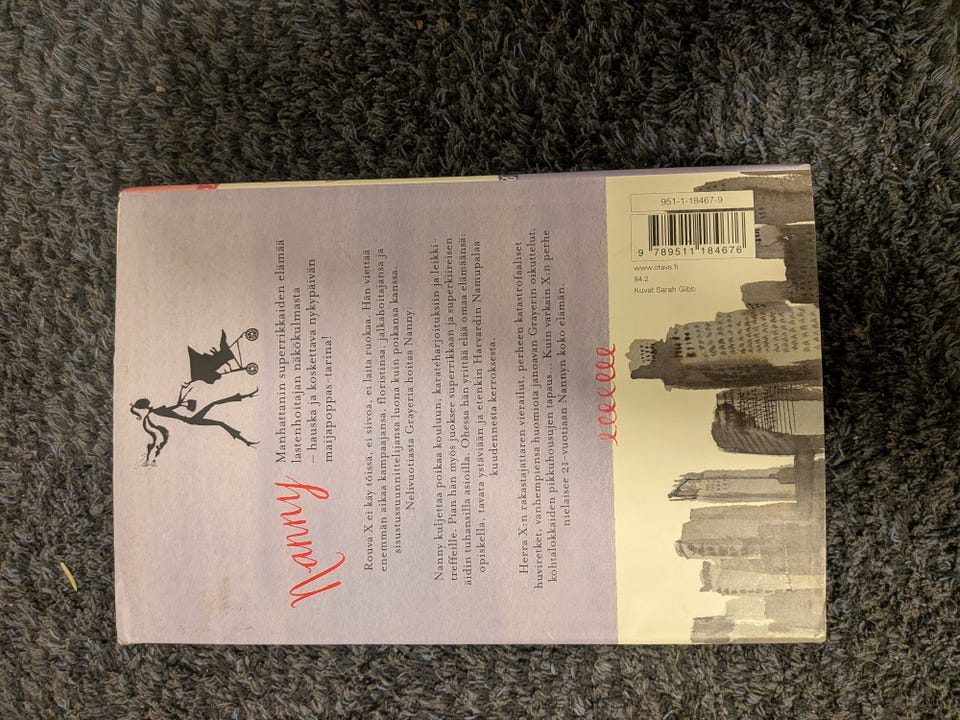 Nanny
Manhattanin superrikkaiden elämää
lastenhoitajan näkökulmasta
– hauska ja koskettava nykypäivän
maijapoppas-tarina!
Rouva X ei käy töissä, ei siivoa, ei laita ruokaa. Hän viettää
enemmän aikaa kampaajansa, floristinsa, jalkahoitajansa ja
sisustussuunnittelijansa luona kuin poikansa kanssa.
Nelivuotiasta Grayeria hoitaa Nanny.
Nanny kuljettaa poikaa kouluun, karateharjoituksiin ja leikki-
treffeille. Pian hän myös juoksee superrikkaan ja superkiireisen
äidin tuhansilla asioilla. Ohessa hän yrittää elää omaa elämäänsä:
opiskella, tavata ystäviään ja etenkin Harvardin Namupalaa
kuudennesta kerroksesta.
Herra X:n rakastajattaren vierailut, perheen katastrofaaliset
huviretket, vanhempiensa huomiota janoavan Grayerin oikuttelut,
kohtalokkaiden pikkuhousujen tapaus... Kuin varkain X:n perhe
nielaisee 21-vuotiaan Nannyn koko elämän.
951-1-18467-9
9 789511 184676
www.otava.fi
84.2
Kuvat Sarah Gibb